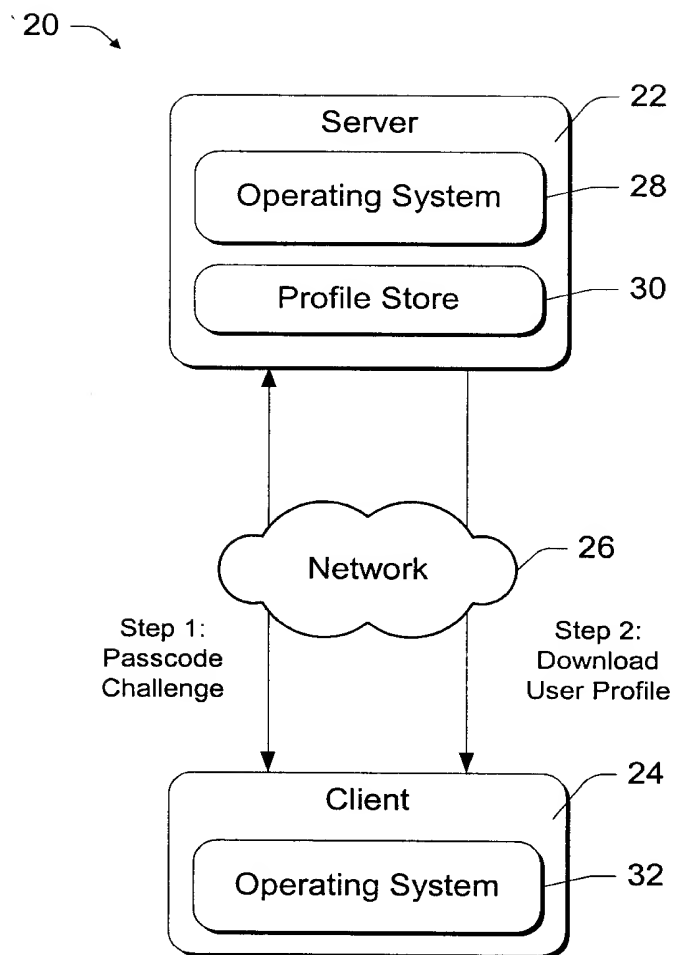 20
22
Server
Operating System
28
Profile Store
30
Network
26
Step 1:
Passcode
Challenge
Step 2:
Download
User Profile
24
Client
Operating System
32